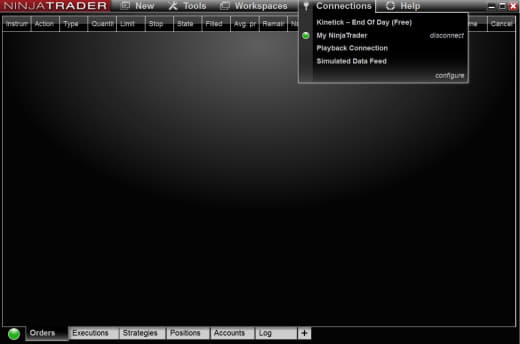 NINJATRADER New Tools Workspaces Connections Help
Instrum Action Type Quantit Limit Stop State Filled Avg. pr Remair Cancel
Kinetick – End Of Day (Free)
My NinjaTrader disconnect
Playback Connection
Simulated Data Feed
configure
Orders Executions Strategies Positions Accounts Log +